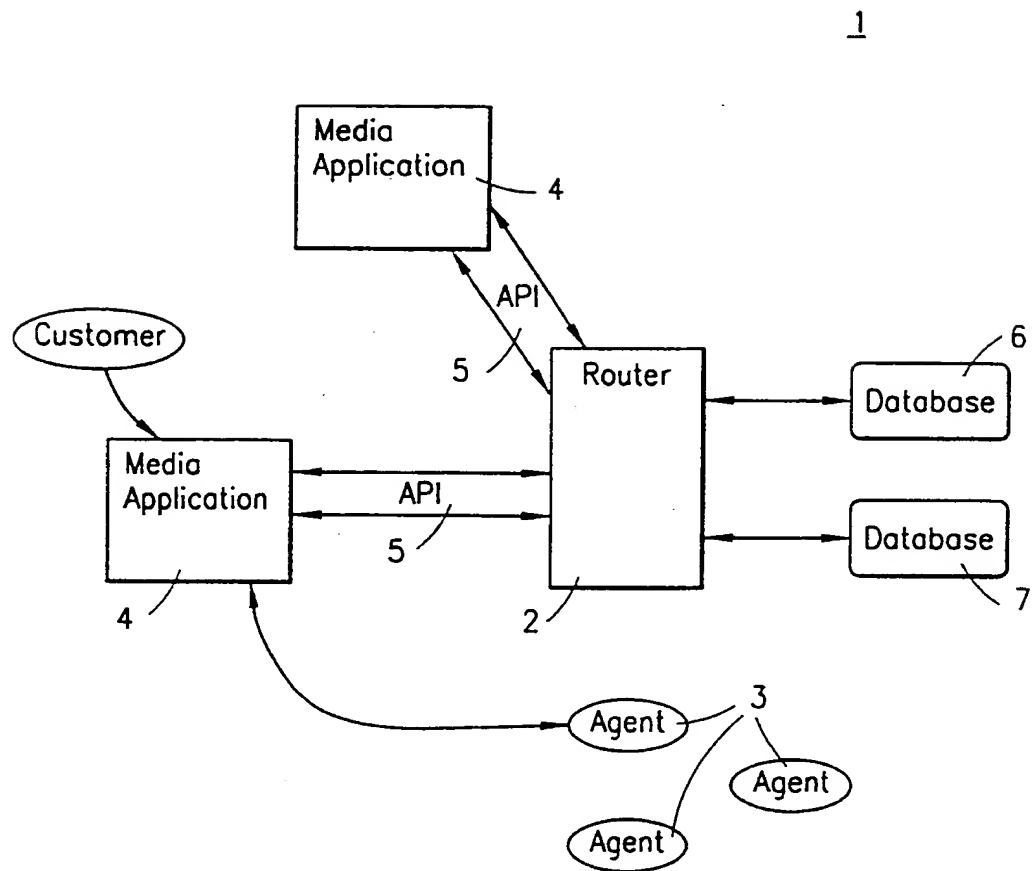 1
Media
Application
4
API
5
Customer
Router
6
Database
Media
Application
API
5
Database
4
2
7
3
Agent
Agent
Agent